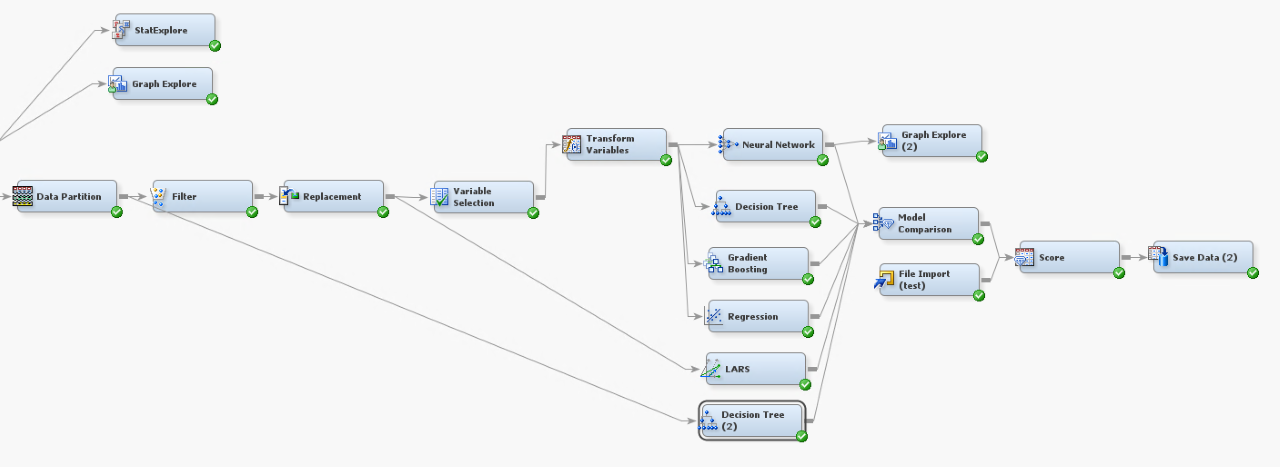 StatExplore
Graph Explore
Data Partition
Filter
Replacement
Variable
Selection
Transform
Variables
Neural Network
Decision Tree
Gradient
Boosting
Regression
LARS
Decision Tree
(2)
Graph Explore
(2)
Model
Comparison
File Import
(test)
Score
Save Data (2)